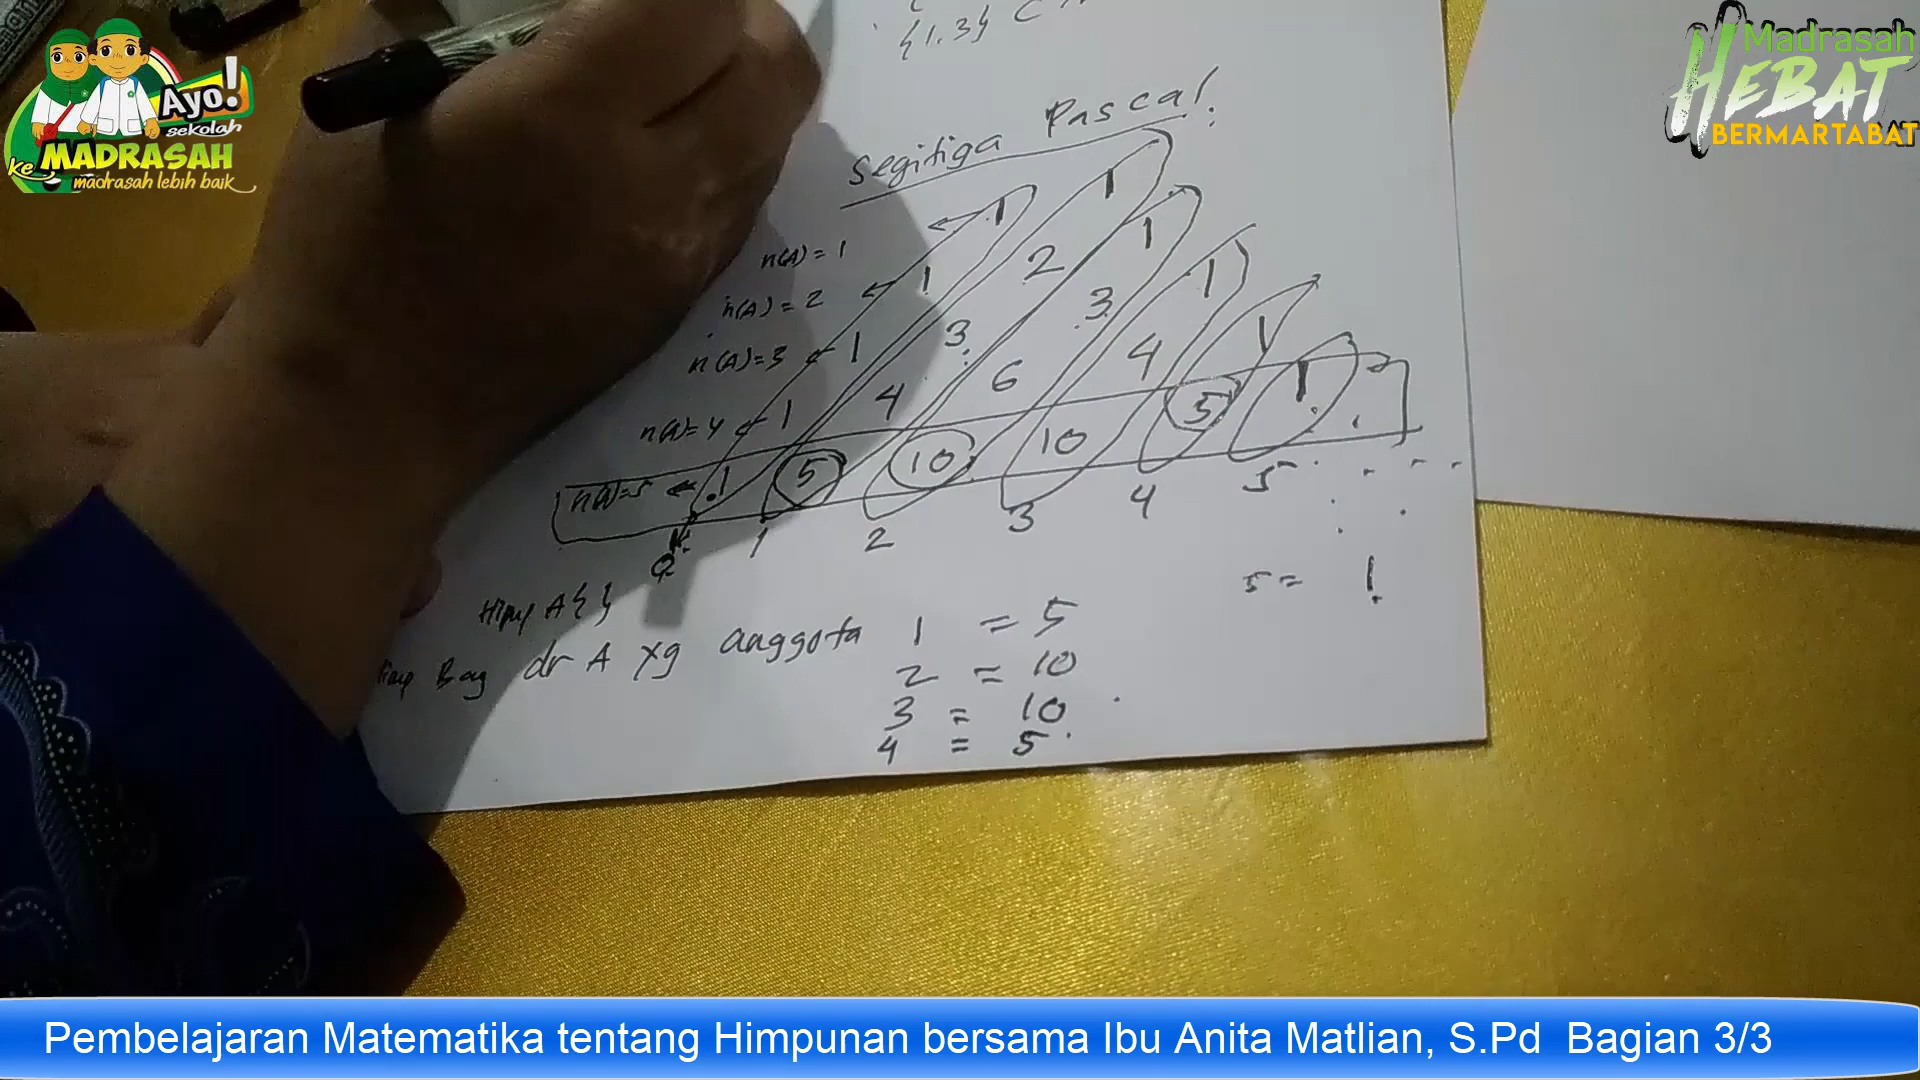 Ayo!
sekolah
ke MADRASAH
madrasah lebih baik
Madrasah
HEBAT
BERMARTABAT
{1.3} C
Segitiga Pascal.
1
n(A) = 1 1 1
n(A) = 2 1 2 1
n(A) = 3 1 3 3 1
n(A) = 4 1 4 6 4 1
n(A) = 5 1 5 10 10 5 1
1 2 3 4 5
A { }
Bag dr A yg anggota 1 = 5
2 = 10
3 = 10
4 = 5
5 = 1
Pembelajaran Matematika tentang Himpunan bersama Ibu Anita Matlian, S.Pd Bagian 3/3